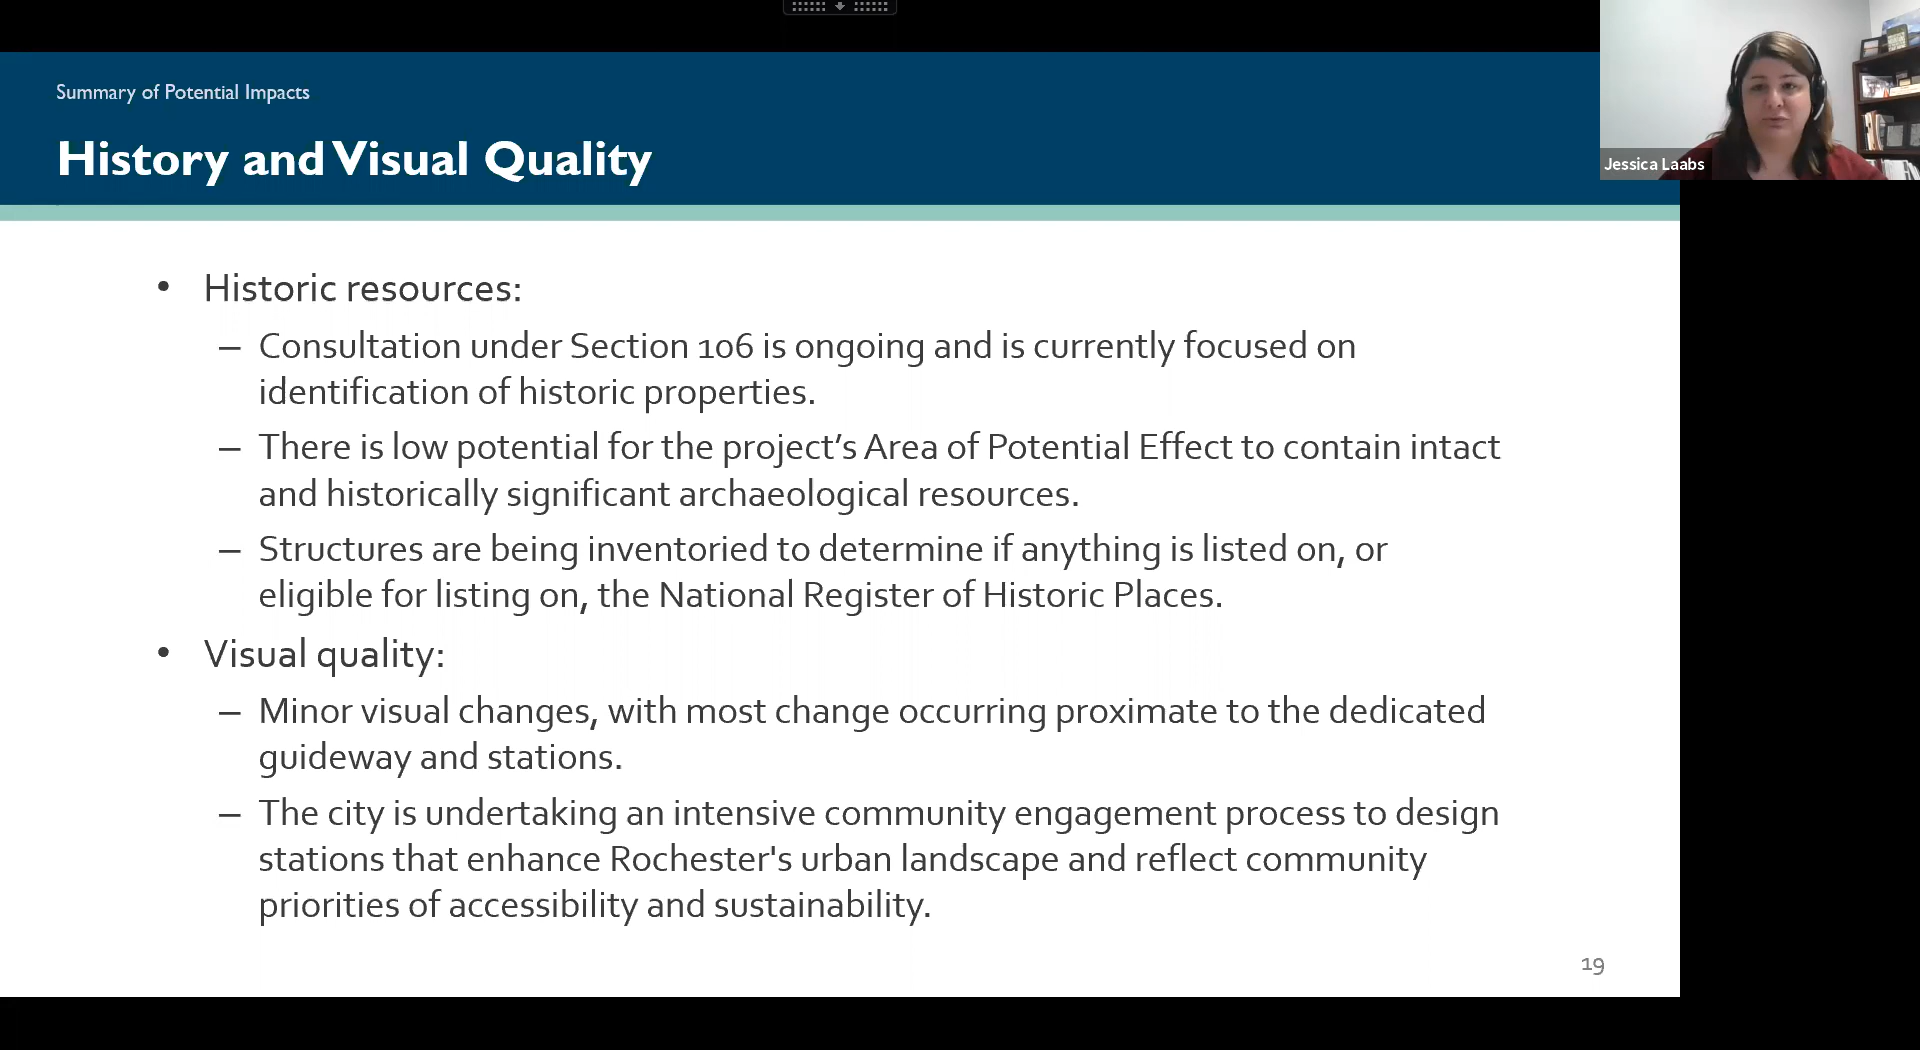 Summary of Potential Impacts
History and Visual Quality
Jessica Laabs
• Historic resources:
– Consultation under Section 106 is ongoing and is currently focused on
identification of historic properties.
– There is low potential for the project’s Area of Potential Effect to contain intact
and historically significant archaeological resources.
– Structures are being inventoried to determine if anything is listed on, or
eligible for listing on, the National Register of Historic Places.
• Visual quality:
– Minor visual changes, with most change occurring proximate to the dedicated
guideway and stations.
– The city is undertaking an intensive community engagement process to design
stations that enhance Rochester's urban landscape and reflect community
priorities of accessibility and sustainability.
19